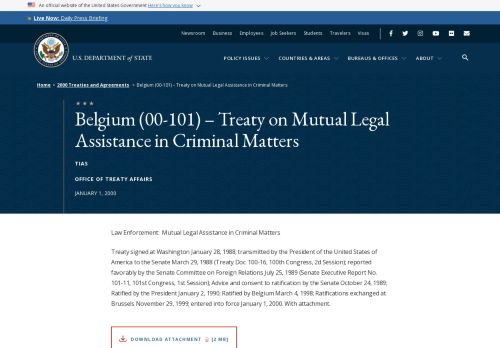 An official website of the United States Government Here's how you know
Live Now: Daily Press Briefing
Newsroom Business Employees Job Seekers Students Travelers Visas
U.S. DEPARTMENT of STATE
POLICY ISSUES COUNTRIES & AREAS BUREAUS & OFFICES ABOUT
Home > 2000 Treaties and Agreements > Belgium (00-101) – Treaty on Mutual Legal Assistance in Criminal Matters
Belgium (00-101) – Treaty on Mutual Legal
Assistance in Criminal Matters
TIAS
OFFICE OF TREATY AFFAIRS
JANUARY 1, 2000
Law Enforcement: Mutual Legal Assistance in Criminal Matters
Treaty signed at Washington January 28, 1988; transmitted by the President of the United States of
America to the Senate March 29, 1988 (Treaty Doc. 100-16, 100th Congress, 2d Session); reported
favorably by the Senate Committee on Foreign Relations July 25, 1989 (Senate Executive Report No.
101-11, 101st Congress, 1st Session); Advice and consent to ratification by the Senate October 24, 1989;
Ratified by the President January 2, 1990; Ratified by Belgium March 4, 1998; Ratifications exchanged at
Brussels November 29, 1999; entered into force January 1, 2000. With attachment.
DOWNLOAD ATTACHMENT [2 MB]